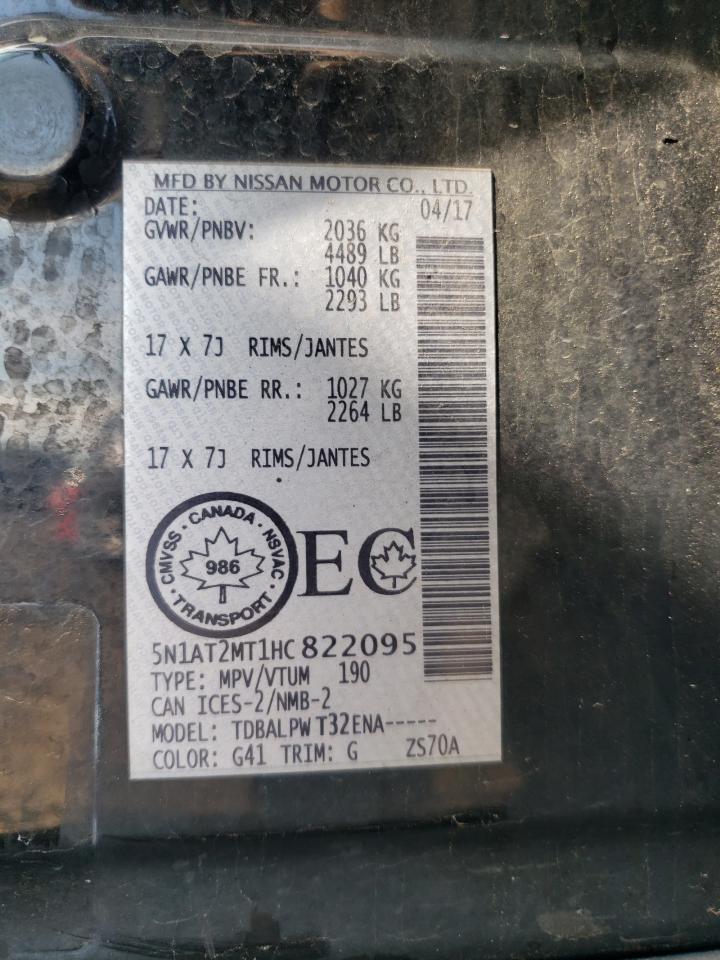 MFD BY NISSAN MOTOR CO., LTD.
DATE: 04/17
GVWR/PNBV: 2036 KG
4489 LB
GAWR/PNBE FR.: 1040 KG
2293 LB
17 X 7J RIMS/JANTES
GAWR/PNBE RR.: 1027 KG
2264 LB
17 X 7J RIMS/JANTES
CMVSS · CANADA · NSVAC · TRANSPORT ·
986
EC
5N1AT2MT1HC822095
TYPE: MPV/VTUM 190
CAN ICES-2/NMB-2
MODEL: TDBALPW T32ENA-----
COLOR: G41 TRIM: G ZS70A